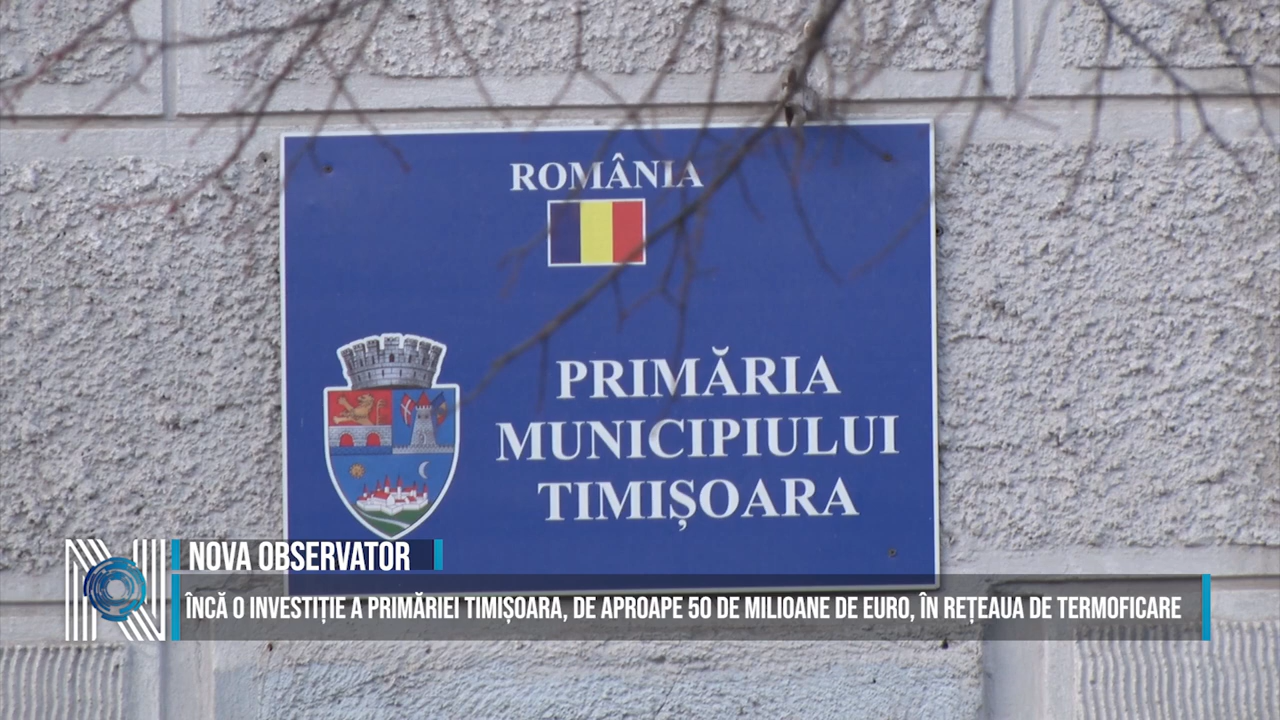 ROMÂNIA
PRIMĂRIA
MUNICIPIULUI
TIMIȘOARA
NOVA OBSERVATOR
ÎNCĂ O INVESTIȚIE A PRIMĂRIEI TIMIȘOARA, DE APROAPE 50 DE MILIOANE DE EURO, ÎN REȚEAUA DE TERMOFICARE